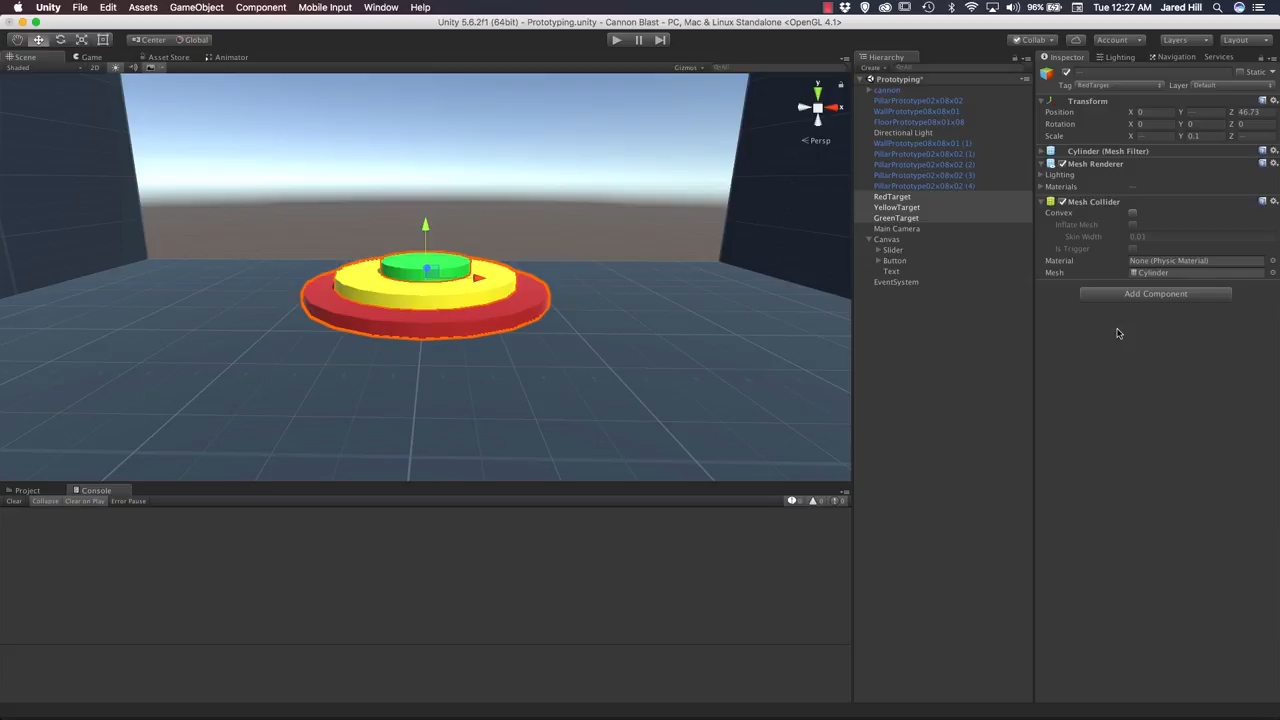 Unity File Edit Assets GameObject Component Mobile Input Window Help 96% Tue 12:27 AM Jared Hill
Unity 5.6.2f1 (64bit) - Prototyping.unity - Cannon Blast - PC, Mac & Linux Standalone <OpenGL 4.1>
Center Global Collab Account Layers Layout
Scene Game Asset Store Animator
Shaded 2D Gizmos All
y
x
Persp
Hierarchy
Create All
Prototyping*
cannon
PillarPrototype02x08x02
WallPrototype08x08x01
FloorPrototype08x01x08
Directional Light
WallPrototype08x08x01 (1)
PillarPrototype02x08x02 (1)
PillarPrototype02x08x02 (2)
PillarPrototype02x08x02 (3)
PillarPrototype02x08x02 (4)
RedTarget
YellowTarget
GreenTarget
Main Camera
Canvas
Slider
Button
Text
EventSystem
Inspector Lighting Navigation Services
— Static
Tag RedTarget Layer Default
Transform
Position X 0 Y — Z 46.73
Rotation X 0 Y 0 Z 0
Scale X — Y 0.1 Z —
Cylinder (Mesh Filter)
Mesh Renderer
Lighting
Materials —
Mesh Collider
Convex
Inflate Mesh
Skin Width 0.01
Is Trigger
Material None (Physic Material)
Mesh Cylinder
Add Component
Project Console
Clear Collapse Clear on Play Error Pause 0 0 0